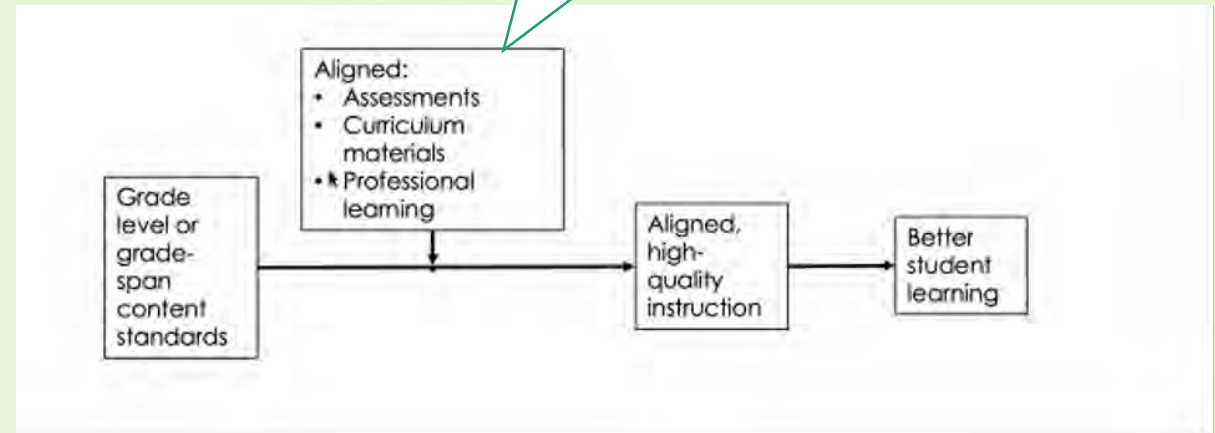 Aligned:
• Assessments
• Curriculum
materials
• Professional
learning
Grade
level or
grade-
span
content
standards
Aligned,
high-
quality
instruction
Better
student
learning